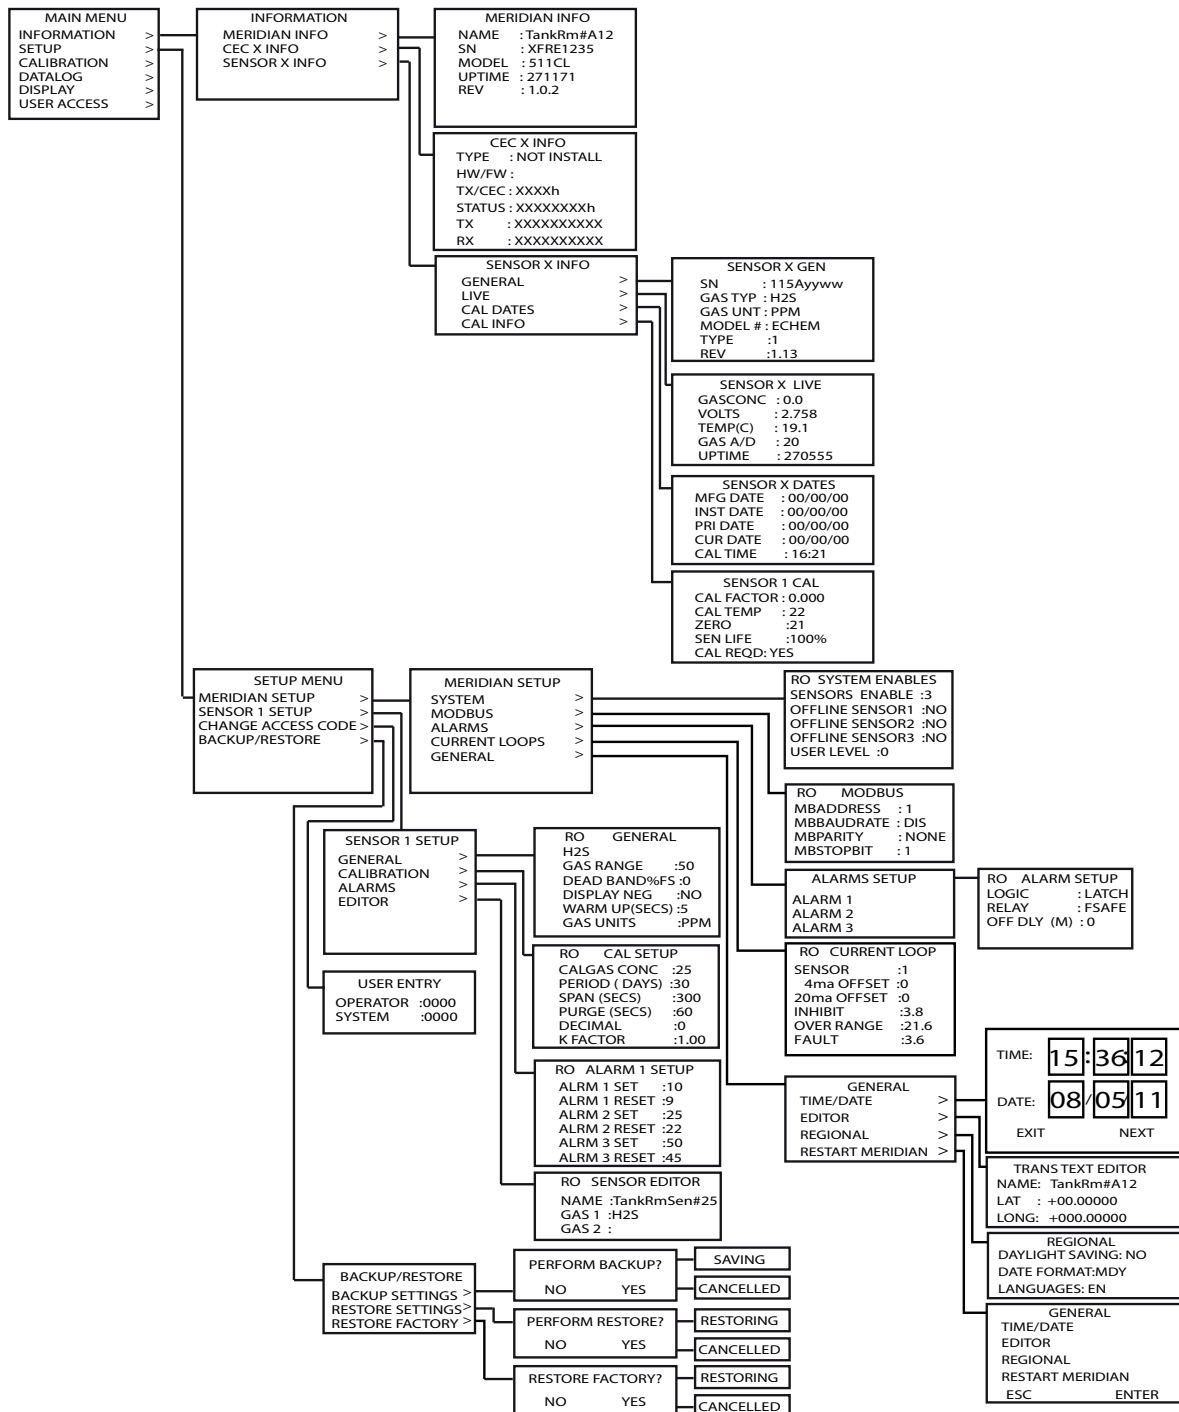 MAIN MENU
INFORMATION >
SETUP >
CALIBRATION >
DATALOG >
DISPLAY >
USER ACCESS >
INFORMATION
MERIDIAN INFO >
CEC X INFO >
SENSOR X INFO >
MERIDIAN INFO
NAME : TankRm#A12
SN : XFRE1235
MODEL : 511CL
UPTIME : 271171
REV : 1.0.2
CEC X INFO
TYPE : NOT INSTALL
HW/FW :
TX/CEC : XXXXh
STATUS : XXXXXXXXh
TX : XXXXXXXXXX
RX : XXXXXXXXXX
SENSOR X INFO
GENERAL >
LIVE >
CAL DATES >
CAL INFO >
SENSOR X GEN
SN : 115Ayyww
GAS TYP : H2S
GAS UNT : PPM
MODEL # : ECHEM
TYPE :1
REV :1.13
SENSOR X LIVE
GASCONC : 0.0
VOLTS : 2.758
TEMP(C) : 19.1
GAS A/D : 20
UPTIME : 270555
SENSOR X DATES
MFG DATE : 00/00/00
INST DATE : 00/00/00
PRI DATE : 00/00/00
CUR DATE : 00/00/00
CAL TIME : 16:21
SENSOR 1 CAL
CAL FACTOR : 0.000
CAL TEMP : 22
ZERO :21
SEN LIFE :100%
CAL REQD: YES
SETUP MENU
MERIDIAN SETUP >
SENSOR 1 SETUP >
CHANGE ACCESS CODE >
BACKUP/RESTORE >
MERIDIAN SETUP
SYSTEM >
MODBUS >
ALARMS >
CURRENT LOOPS >
GENERAL >
RO SYSTEM ENABLES
SENSORS ENABLE :3
OFFLINE SENSOR1 :NO
OFFLINE SENSOR2 :NO
OFFLINE SENSOR3 :NO
USER LEVEL :0
RO MODBUS
MBADDRESS : 1
MBBAUDRATE : DIS
MBPARITY : NONE
MBSTOPBIT : 1
ALARMS SETUP
ALARM 1
ALARM 2
ALARM 3
RO ALARM SETUP
LOGIC : LATCH
RELAY : FSAFE
OFF DLY (M) : 0
RO CURRENT LOOP
SENSOR :1
4ma OFFSET :0
20ma OFFSET :0
INHIBIT :3.8
OVER RANGE :21.6
FAULT :3.6
SENSOR 1 SETUP
GENERAL >
CALIBRATION >
ALARMS >
EDITOR >
RO GENERAL
H2S
GAS RANGE :50
DEAD BAND%FS :0
DISPLAY NEG :NO
WARM UP(SECS) :5
GAS UNITS :PPM
RO CAL SETUP
CALGAS CONC :25
PERIOD ( DAYS) :30
SPAN (SECS) :300
PURGE (SECS) :60
DECIMAL :0
K FACTOR :1.00
USER ENTRY
OPERATOR :0000
SYSTEM :0000
RO ALARM 1 SETUP
ALRM 1 SET :10
ALRM 1 RESET :9
ALRM 2 SET :25
ALRM 2 RESET :22
ALRM 3 SET :50
ALRM 3 RESET :45
RO SENSOR EDITOR
NAME :TankRmSen#25
GAS 1 :H2S
GAS 2 :
GENERAL
TIME/DATE >
EDITOR >
REGIONAL >
RESTART MERIDIAN >
TIME: 15:36:12
DATE: 08/05/11
EXIT NEXT
TRANS TEXT EDITOR
NAME: TankRm#A12
LAT : +00.00000
LONG: +000.00000
REGIONAL
DAYLIGHT SAVING: NO
DATE FORMAT:MDY
LANGUAGES: EN
GENERAL
TIME/DATE
EDITOR
REGIONAL
RESTART MERIDIAN
ESC ENTER
BACKUP/RESTORE
BACKUP SETTINGS >
RESTORE SETTINGS >
RESTORE FACTORY >
PERFORM BACKUP?
NO YES
SAVING
CANCELLED
PERFORM RESTORE?
NO YES
RESTORING
CANCELLED
RESTORE FACTORY?
NO YES
RESTORING
CANCELLED